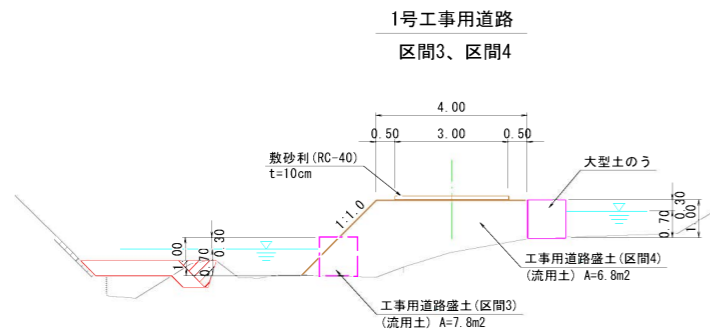 1号工事用道路
区間3、区間4
4.00
0.50 3.00 0.50
敷砂利(RC-40)
t=10cm
大型土のう
1:1.0
0.30
0.70
1.00
1.00
0.30
0.70
工事用道路盛土(区間4)
(流用土) A=6.8m2
工事用道路盛土(区間3)
(流用土) A=7.8m2